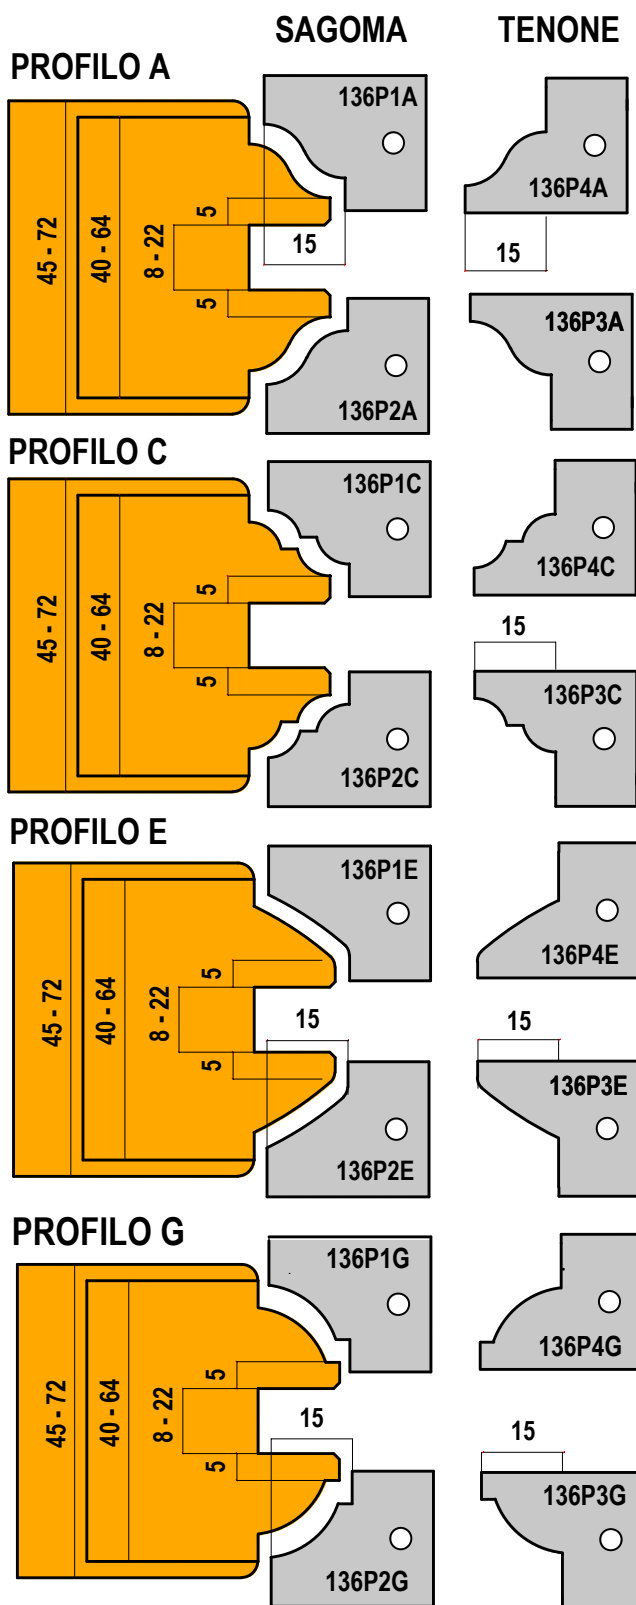 SAGOMA TENONE
PROFILO A
136P1A
136P4A
45 - 72
40 - 64
8 - 22
5
5
15
15
136P2A
136P3A
PROFILO C
136P1C
136P4C
45 - 72
40 - 64
8 - 22
5
5
15
136P2C
136P3C
PROFILO E
136P1E
136P4E
45 - 72
40 - 64
8 - 22
5
5
15
15
136P2E
136P3E
PROFILO G
136P1G
136P4G
45 - 72
40 - 64
8 - 22
5
5
15
15
136P2G
136P3G